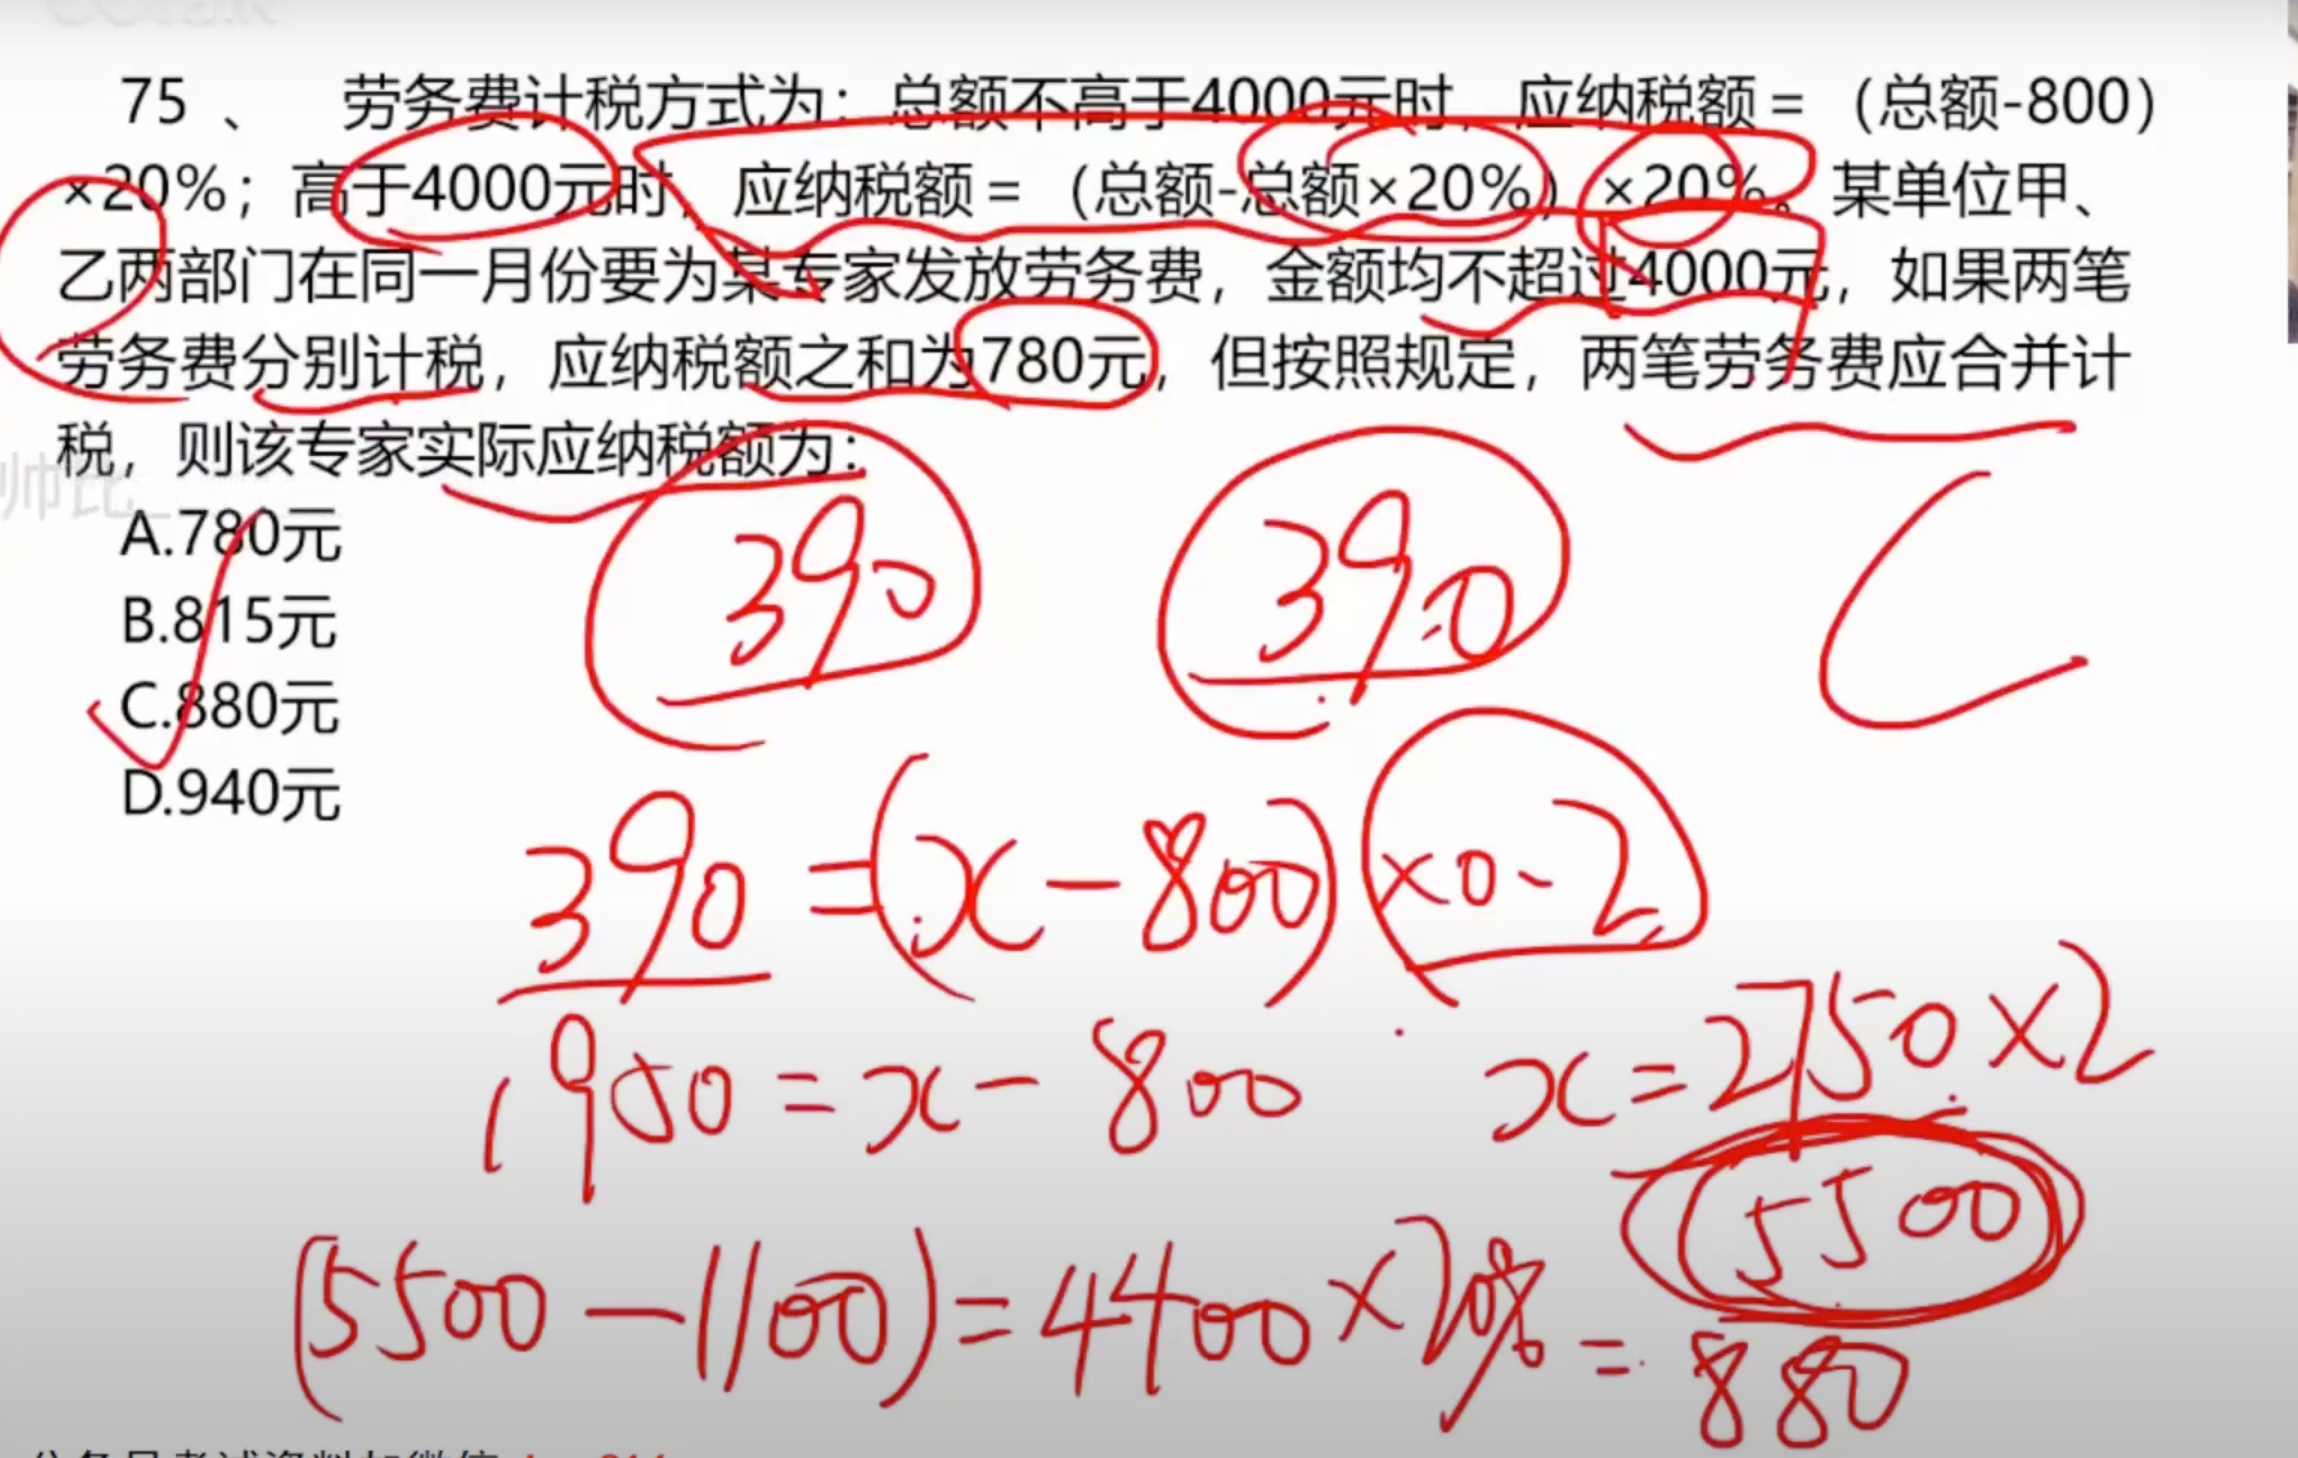 75、 劳务费计税方式为：总额不高于4000元时，应纳税额=（总额-800）
×20%；高于4000元时，应纳税额=（总额-总额×20%）×20%。某单位甲、
乙两部门在同一月份要为某专家发放劳务费，金额均不超过4000元，如果两笔
劳务费分别计税，应纳税额之和为780元，但按照规定，两笔劳务费应合并计
税，则该专家实际应纳税额为：
帅比
A.780元
B.815元
C.880元
D.940元
390 390 C
390=(x-800)×0.2
1950=x-800 x=2750×2
5500
(5500-1100)=4400×20%=880